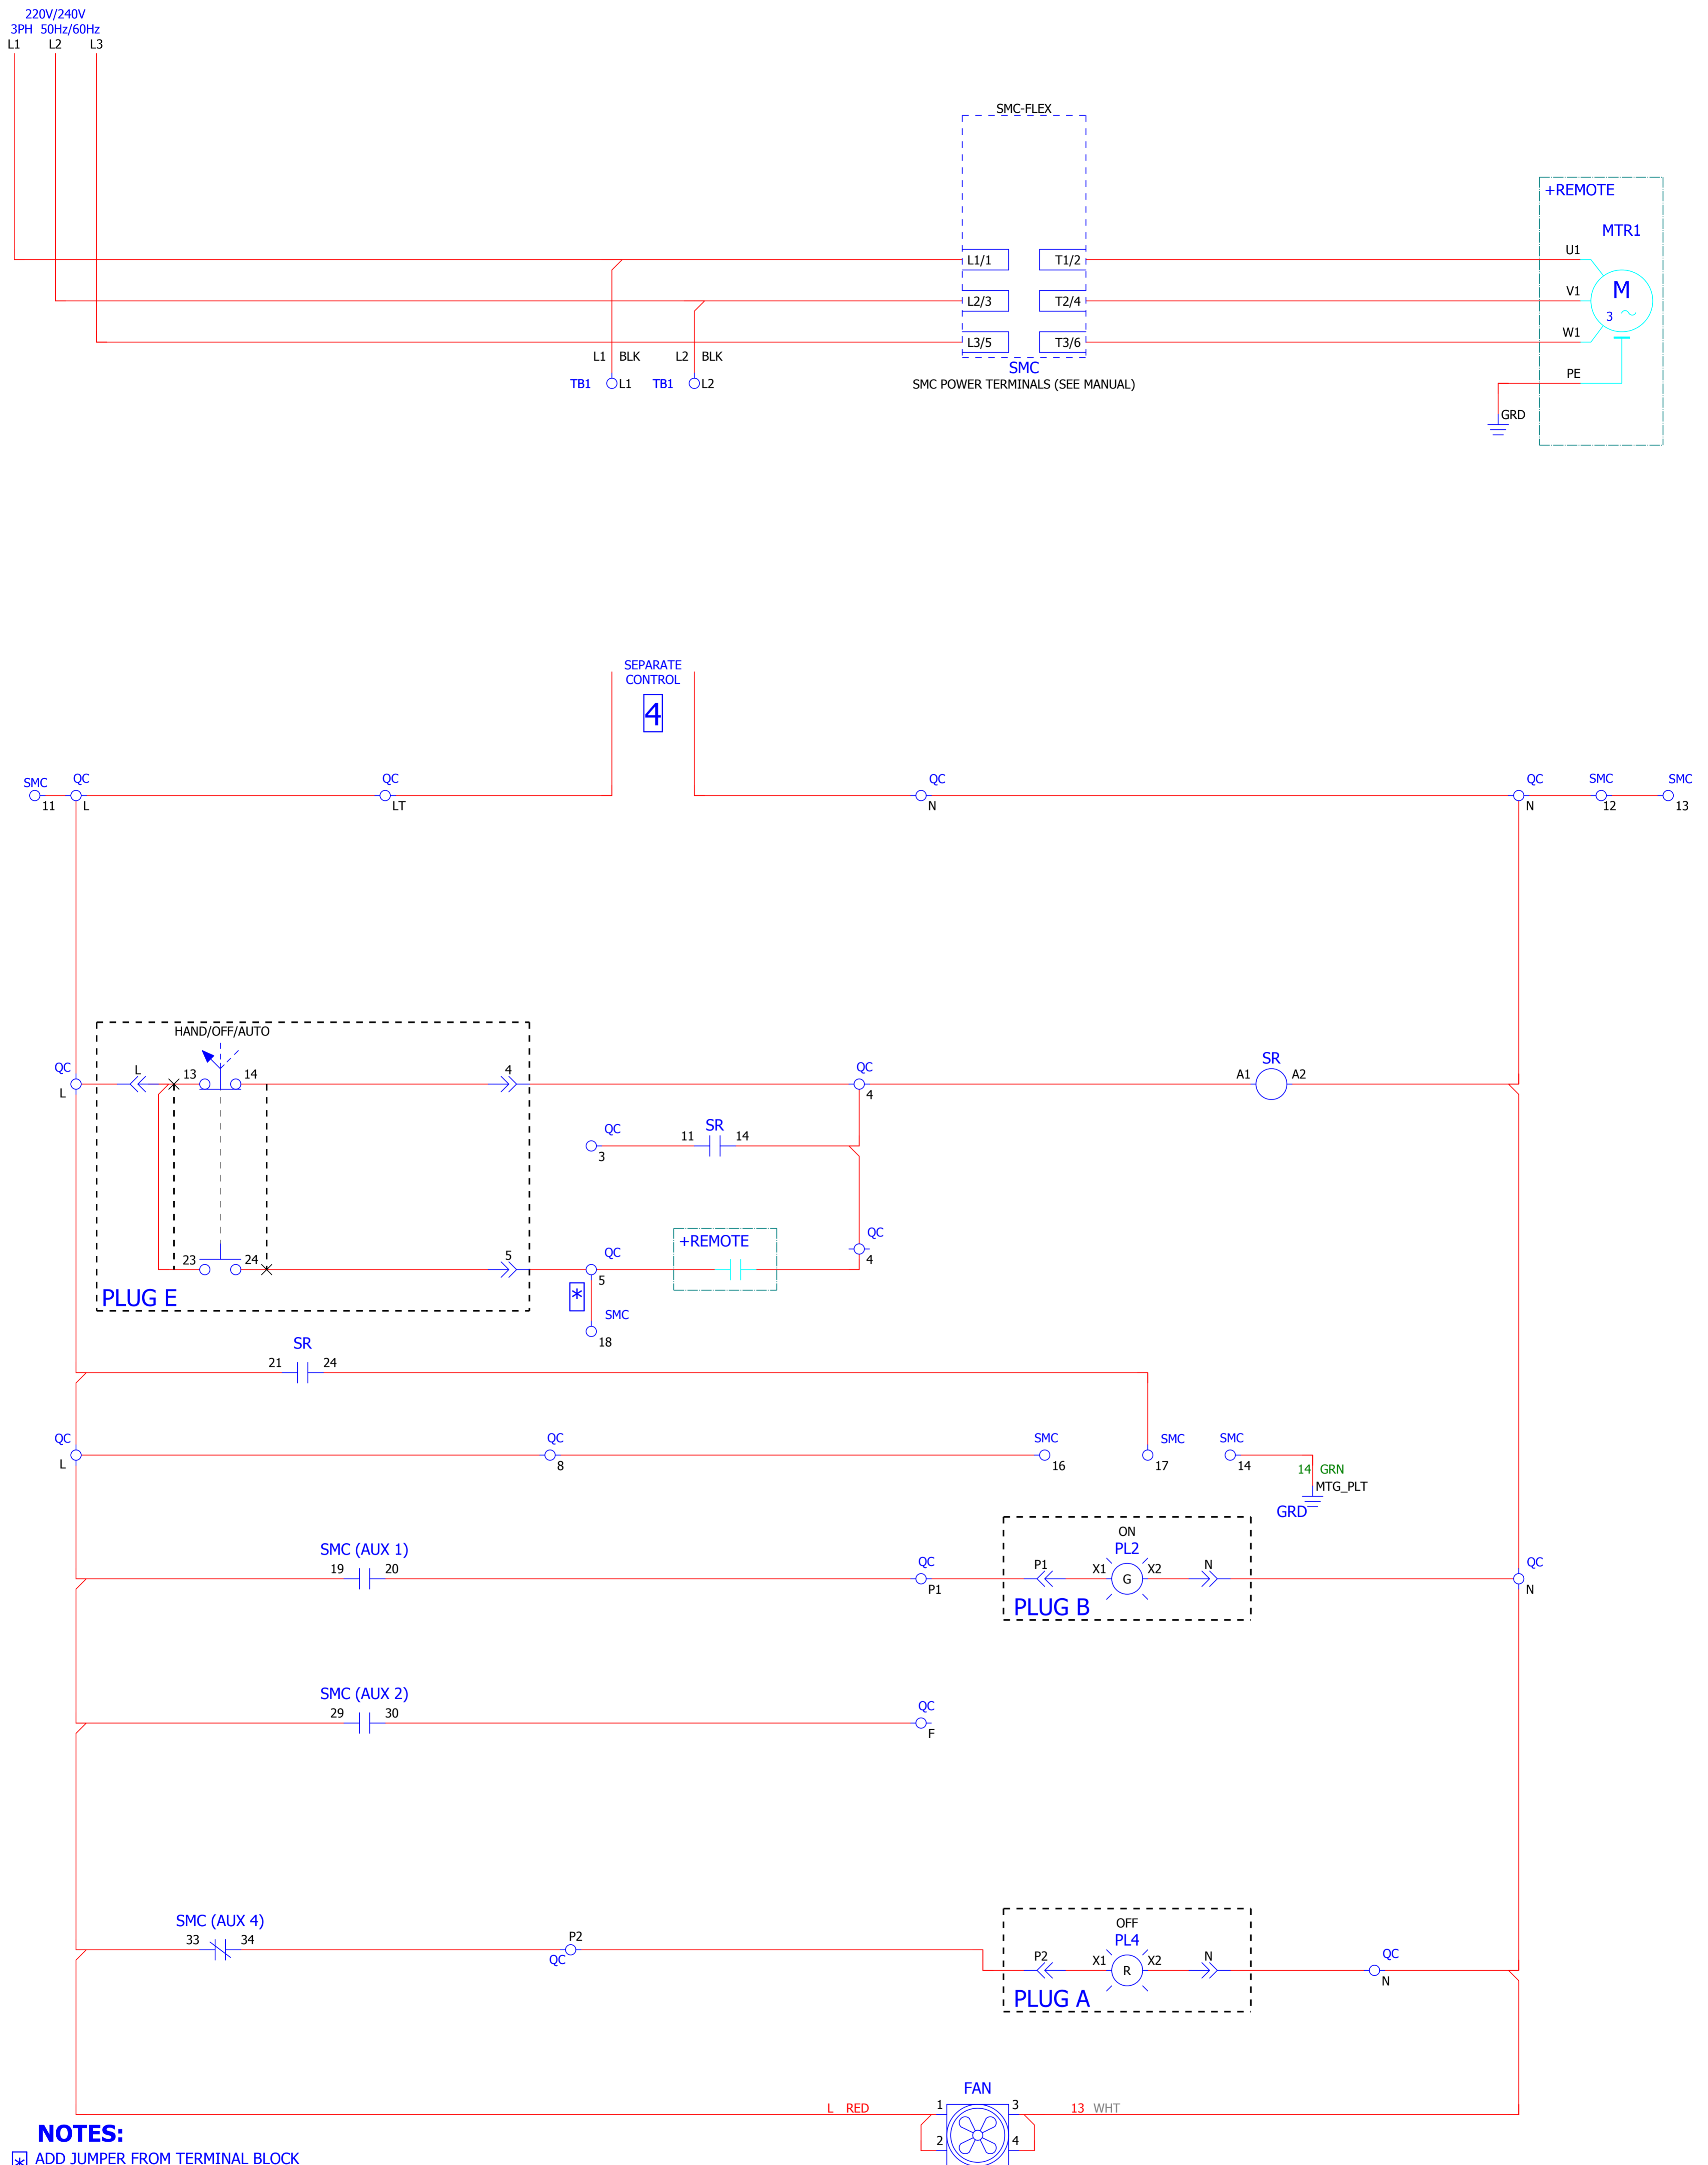 220V/240V
3PH 50Hz/60Hz
L1 L2 L3
SMC-FLEX
+REMOTE
MTR1
L1/1 T1/2 U1
L2/3 T2/4 V1 M
3
L3/5 T3/6 W1
L1 BLK L2 BLK
SMC
TB1 L1 TB1 L2
SMC POWER TERMINALS (SEE MANUAL)
PE
GRD
SEPARATE
CONTROL
4
SMC QC QC QC QC SMC SMC
11 L LT N N 12 13
HAND/OFF/AUTO
QC L 13 14 4 QC SR
A1 A2
L 4
QC SR
11 14
3
QC
+REMOTE
23 24 5 QC 4
5
PLUG E
*
SMC
18
SR
21 24
QC QC SMC SMC SMC
L 8 16 17 14
14 GRN
MTG_PLT
GRD
ON
SMC (AUX 1) PL2
19 20 QC P1 X1 G X2 N QC
P1 N
PLUG B
SMC (AUX 2)
29 30 QC
F
SMC (AUX 4) OFF
33 34 P2 PL4
QC P2 X1 R X2 N QC
N
PLUG A
FAN
L RED 1 3 13 WHT
2 4
NOTES:
* ADD JUMPER FROM TERMINAL BLOCK